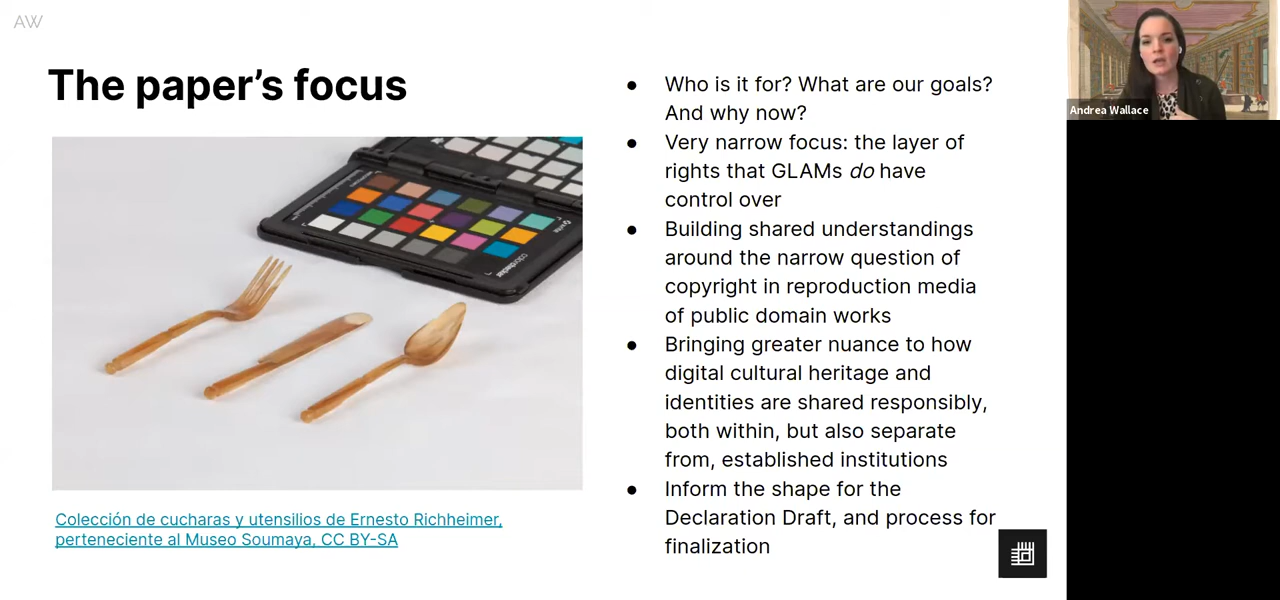 AW
The paper's focus
Who is it for? What are our goals?
And why now?
Very narrow focus: the layer of
rights that GLAMs do have
control over
Building shared understandings
around the narrow question of
copyright in reproduction media
of public domain works
Bringing greater nuance to how
digital cultural heritage and
identities are shared responsibly,
both within, but also separate
from, established institutions
Inform the shape for the
Declaration Draft, and process for
finalization
Colección de cucharas y utensilios de Ernesto Richheimer,
perteneciente al Museo Soumaya, CC BY-SA
Andrea Wallace